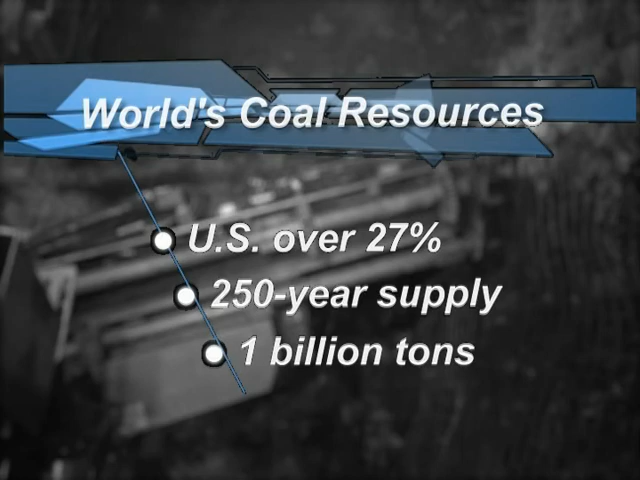 World's Coal Resources
U.S. over 27%
250-year supply
1 billion tons